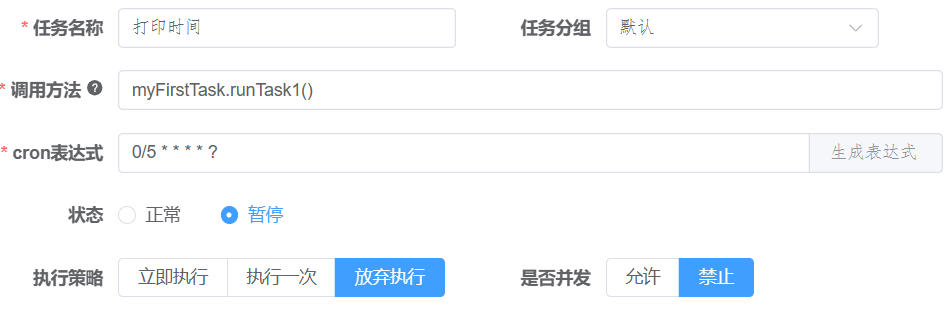 * 任务名称 打印时间 任务分组 默认
* 调用方法 ? myFirstTask.runTask1()
* cron表达式 0/5 * * * * ? 生成表达式
状态 正常 暂停
执行策略 立即执行 执行一次 放弃执行 是否并发 允许 禁止